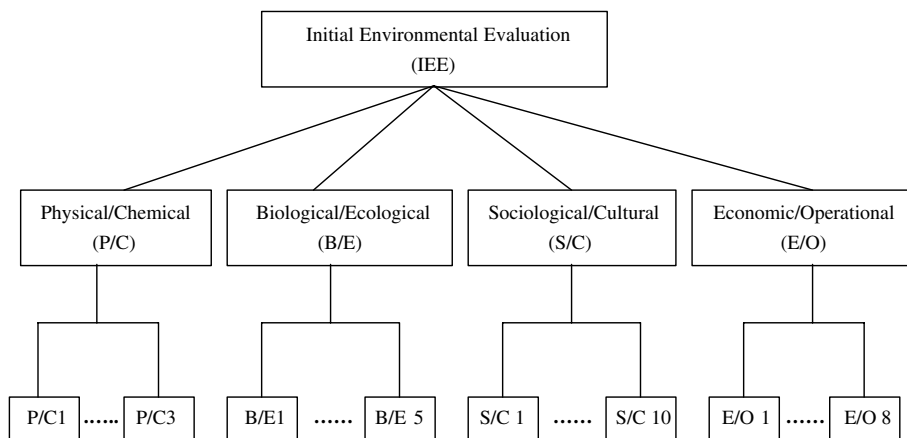 Initial Environmental Evaluation
(IEE)
Physical/Chemical
(P/C)
Biological/Ecological
(B/E)
Sociological/Cultural
(S/C)
Economic/Operational
(E/O)
P/C1 ...... P/C3 B/E1 ...... B/E 5 S/C 1 ...... S/C 10 E/O 1 ...... E/O 8